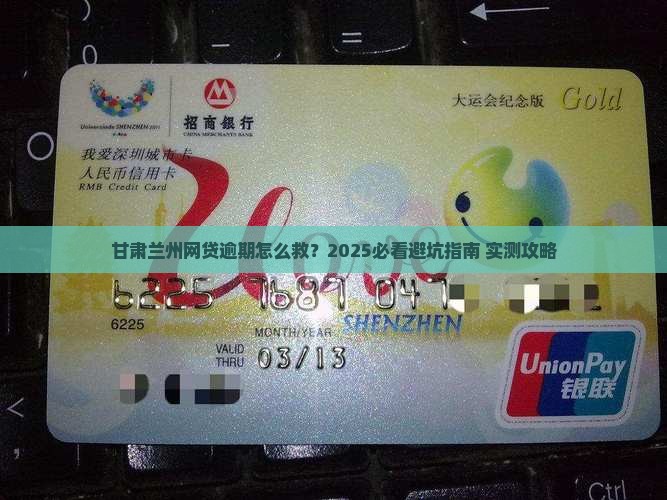 Universiade SHENZHEN 2011
招商银行
CHINA MERCHANTS BANK
大运会纪念版 Gold
我爱深圳城市卡
人民币信用卡
RMB Credit Card
I love
甘肃兰州网贷逾期怎么救？2025必看避坑指南 实测攻略
6225
SHENZHEN
MONTH/YEAR
VALID THRU 03/13
UnionPay
银联
Ctrl